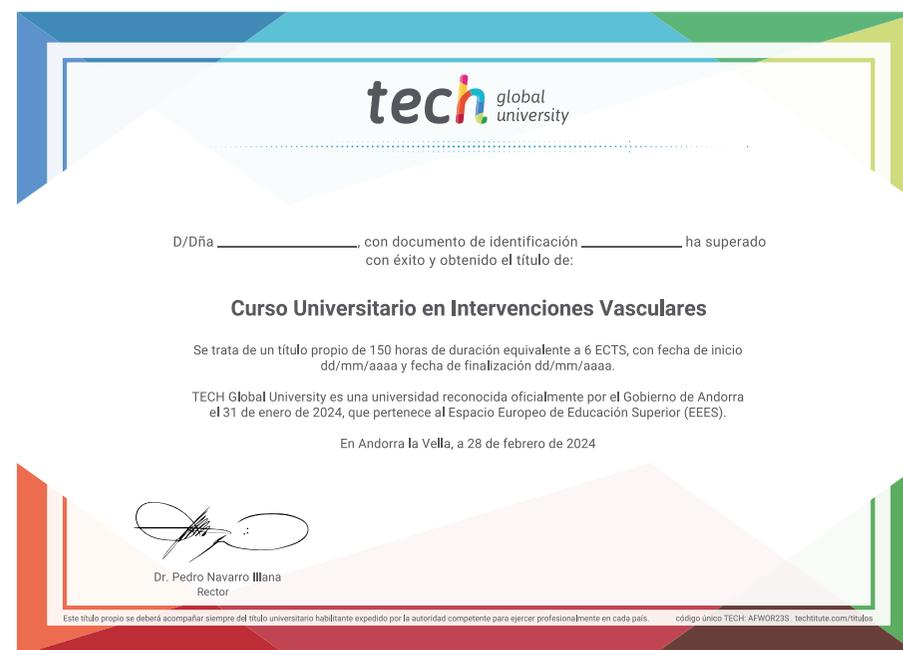 tech global university
D/Dña ______________, con documento de identificación __________ ha superado
con éxito y obtenido el título de:
Curso Universitario en Intervenciones Vasculares
Se trata de un título propio de 150 horas de duración equivalente a 6 ECTS, con fecha de inicio
dd/mm/aaaa y fecha de finalización dd/mm/aaaa.
TECH Global University es una universidad reconocida oficialmente por el Gobierno de Andorra
el 31 de enero de 2024, que pertenece al Espacio Europeo de Educación Superior (EEES).
En Andorra la Vella, a 28 de febrero de 2024
Dr. Pedro Navarro Illana
Rector
Este título propio se deberá acompañar siempre del título universitario habilitante expedido por la autoridad competente para ejercer profesionalmente en cada país. código único TECH: AFWOR23S techtitute.com/titulos